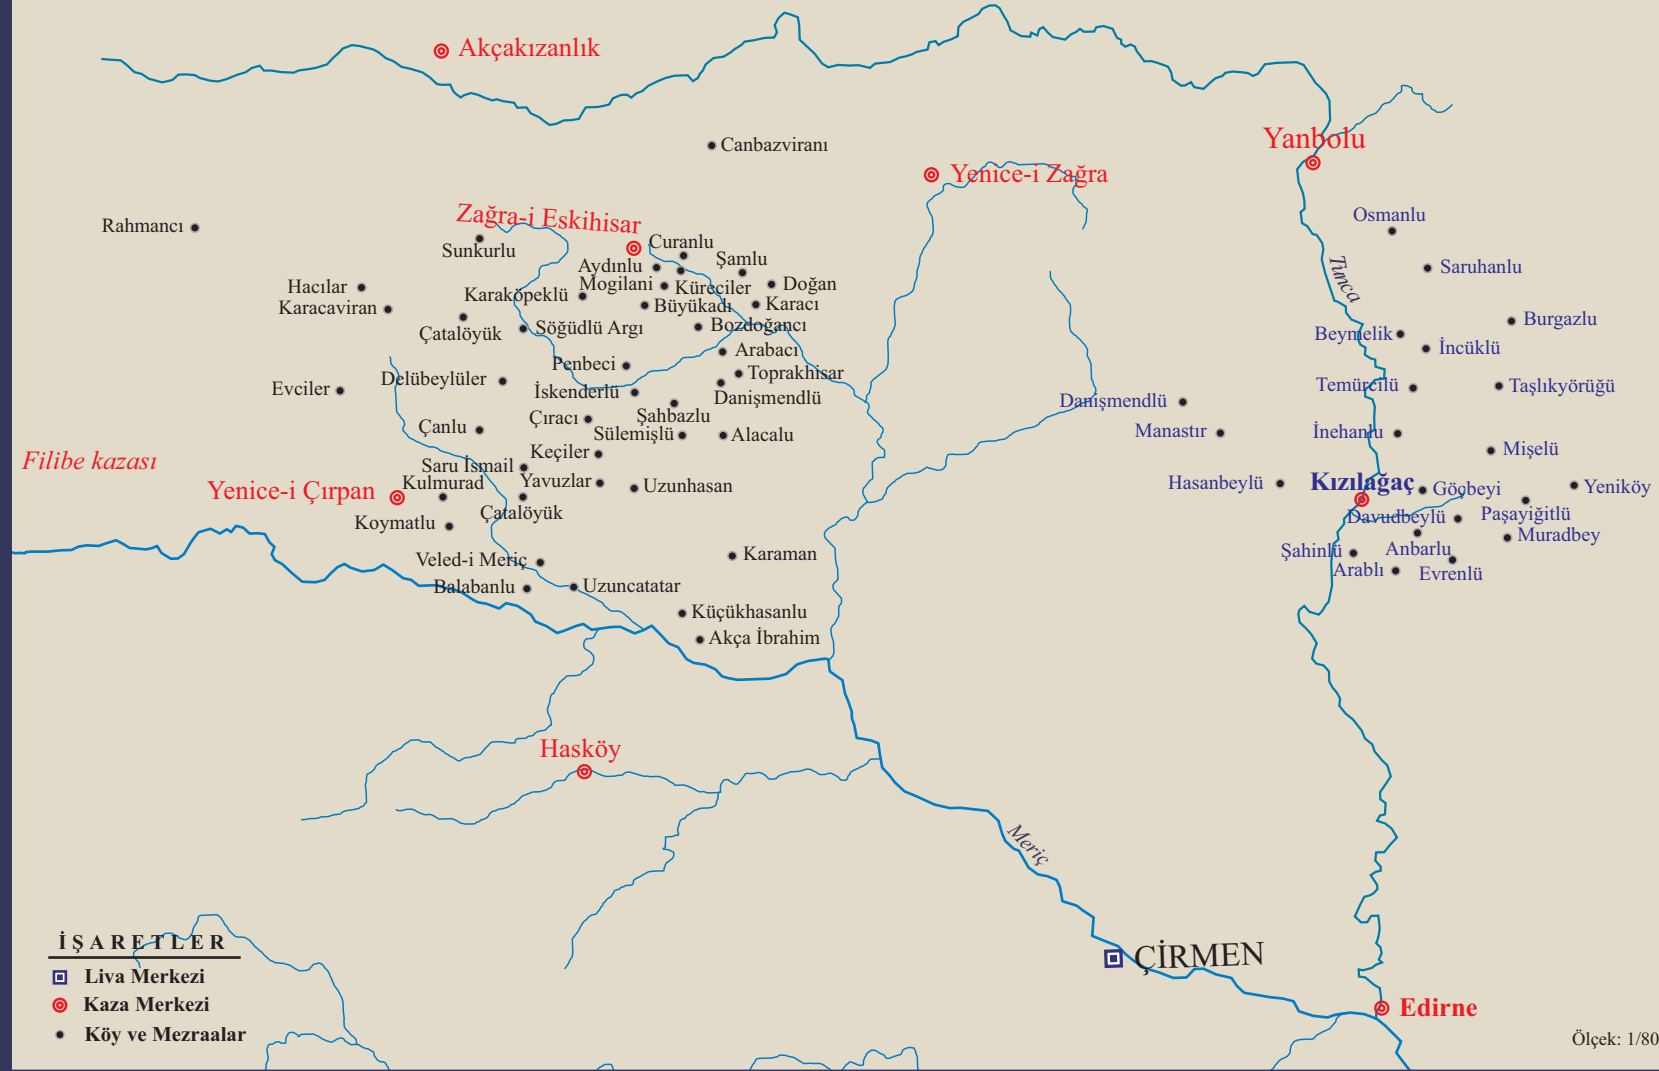 Akçakızanlık
Canbazviranı
Yanbolu
Yenice-i Zağra
Zağra-i Eskihisar
Osmanlu
Rahmancı
Sunkurlu
Curanlu
Şamlu
Aydınlu
Saruhanlu
Tunca
Hacılar
Mogilani
Küreciler
Doğan
Karaköpeklü
Karacaviran
Büyükadı
Karacı
Çatalöyük
Söğüdlü Argı
Bozdoğancı
Burgazlu
Beymelik
İncüklü
Arabacı
Penbeci
Toprakhisar
Evciler
Delübeylüler
İskenderlü
Danişmendlü
Temürcilü
Taşlıkyörüğü
Danişmendlü
Şahbazlu
Çıracı
Çanlu
Sülemişlü
Alacalu
Manastır
İnehanlu
Keçiler
Mişelü
Filibe kazası
Saru İsmail
Kulmurad
Yavuzlar
Uzunhasan
Hasanbeylü
Kızılağaç
Göçbeyi
Yeniköy
Yenice-i Çırpan
Çatalöyük
Davudbeylü
Paşayiğitlü
Koymatlu
Muradbey
Karaman
Şahinlü
Anbarlu
Veled-i Meriç
Arablı
Evrenlü
Balabanlu
Uzuncatatar
Küçükhasanlu
Akça İbrahim
Hasköy
Meriç
ÇİRMEN
Edirne
İŞARETLER
Liva Merkezi
Kaza Merkezi
Köy ve Mezraalar
Ölçek: 1/80